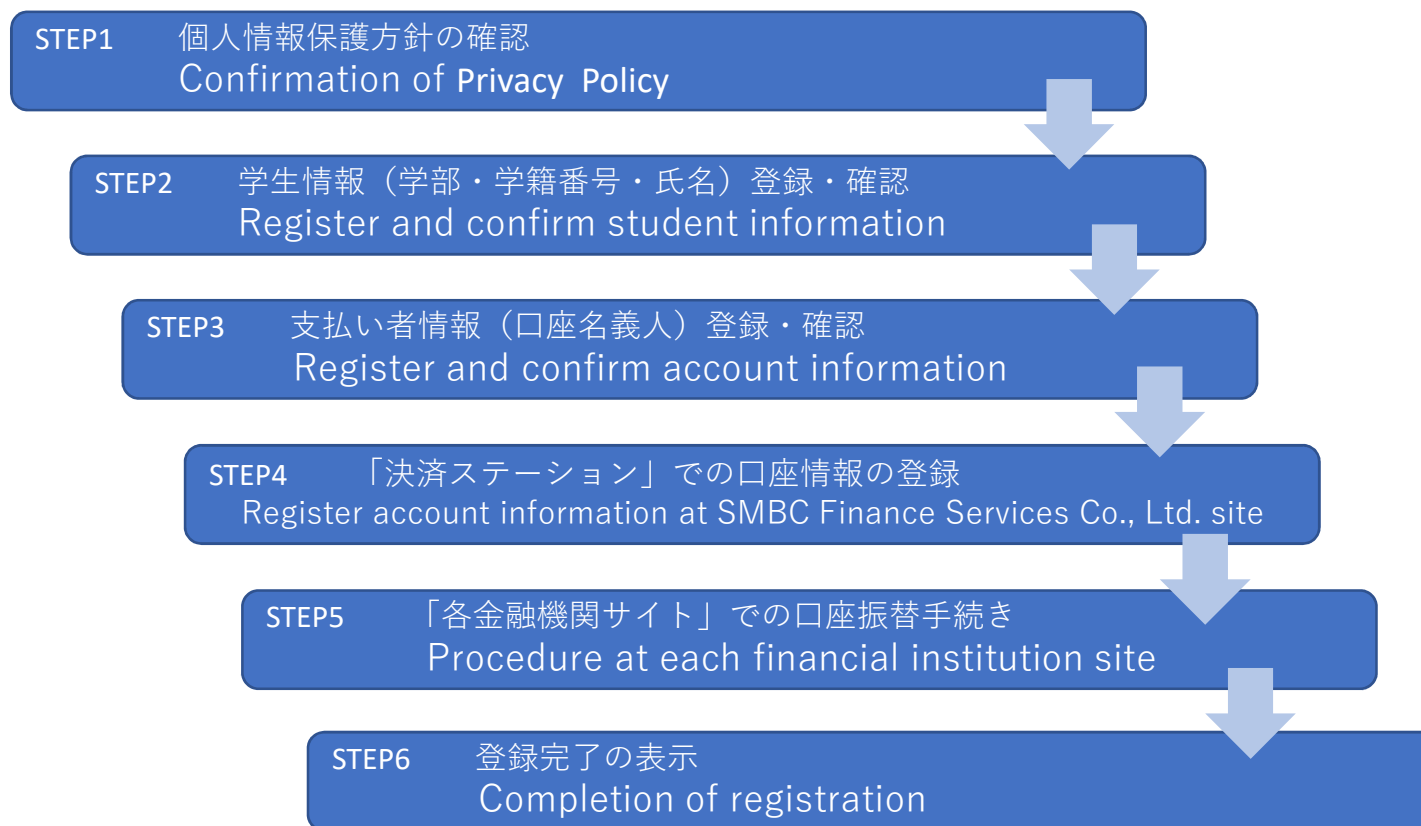 STEP1 個人情報保護方針の確認
Confirmation of Privacy Policy
STEP2 学生情報（学部・学籍番号・氏名）登録・確認
Register and confirm student information
STEP3 支払い者情報（口座名義人）登録・確認
Register and confirm account information
STEP4 「決済ステーション」での口座情報の登録
Register account information at SMBC Finance Services Co., Ltd. site
STEP5 「各金融機関サイト」での口座振替手続き
Procedure at each financial institution site
STEP6 登録完了の表示
Completion of registration